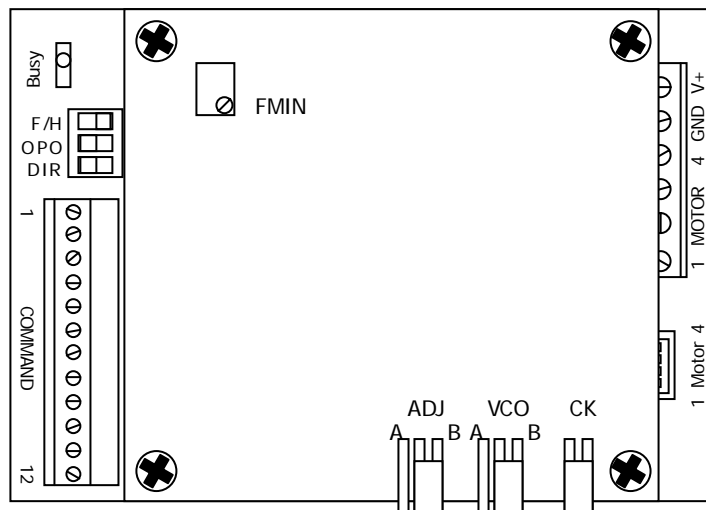 Busy
F/H
OPO
DIR
1 COMMAND 12
FMIN
1 MOTOR 4 GND V+
1 Motor 4
ADJ VCO CK
A B A B